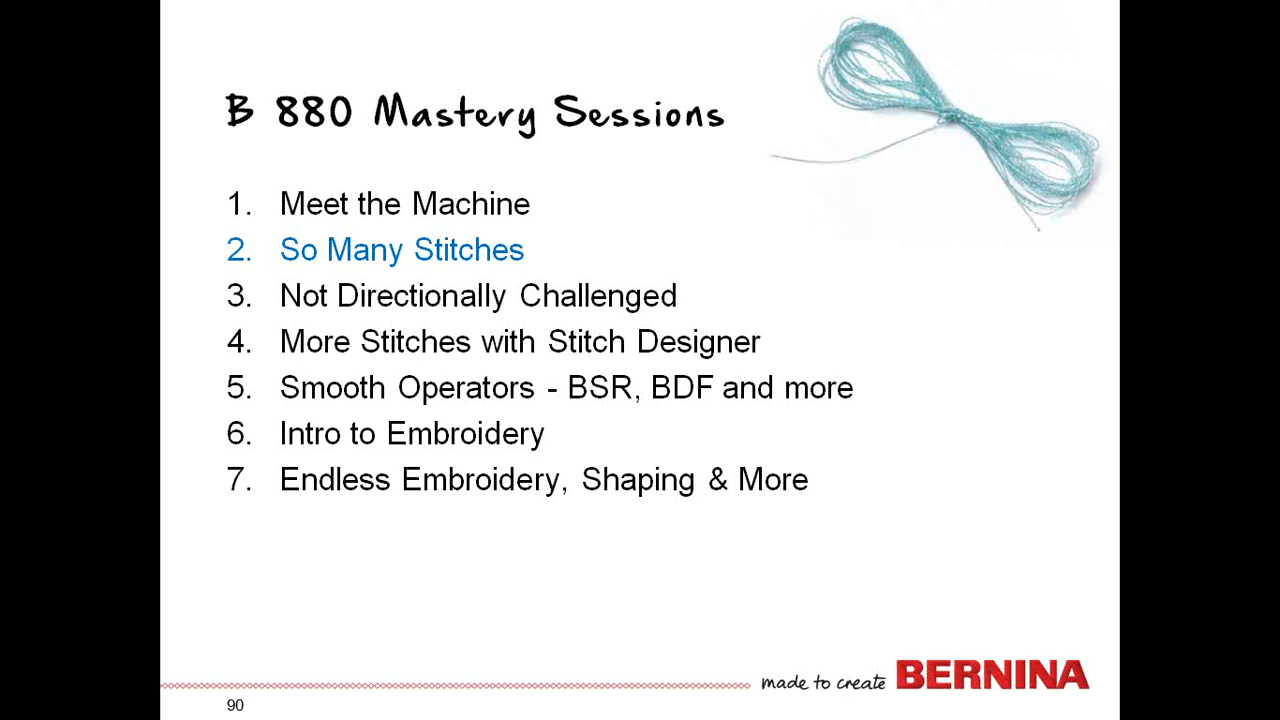 B 880 Mastery Sessions
1. Meet the Machine
2. So Many Stitches
3. Not Directionally Challenged
4. More Stitches with Stitch Designer
5. Smooth Operators - BSR, BDF and more
6. Intro to Embroidery
7. Endless Embroidery, Shaping & More
made to create BERNINA
90